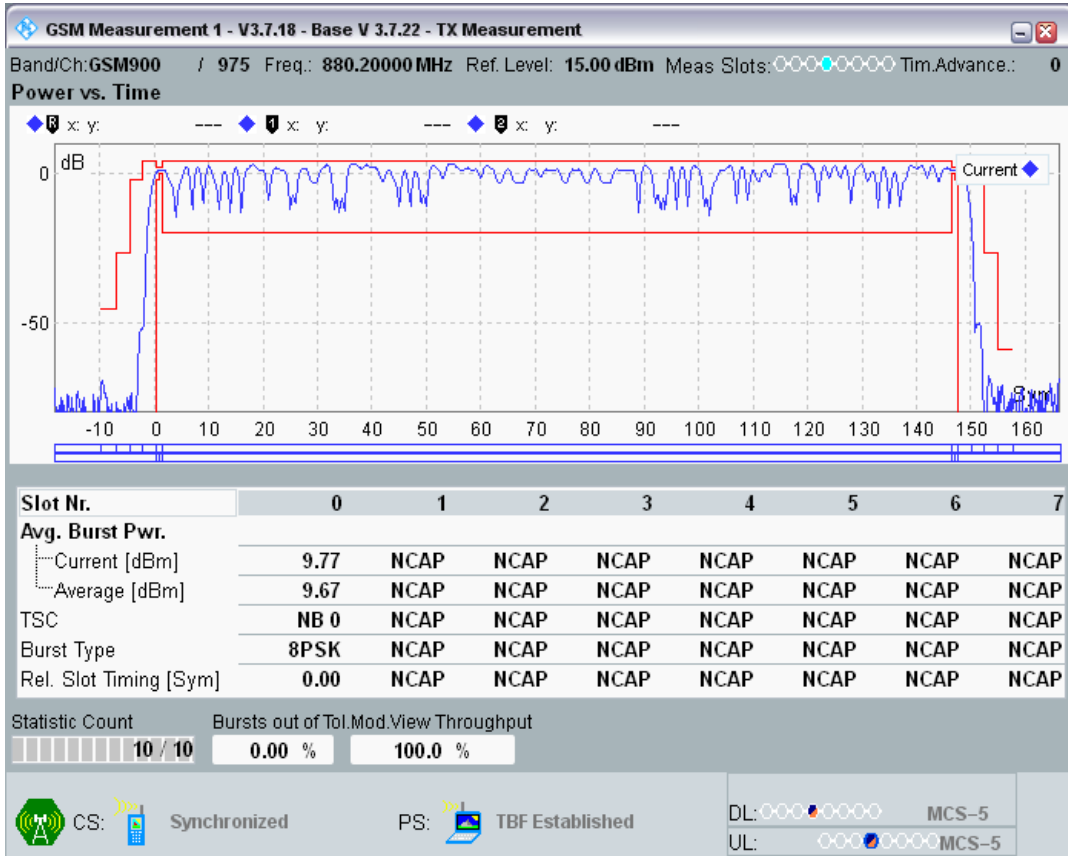 GSM Measurement 1 - V3.7.18 - Base V 3.7.22 - TX Measurement
Band/Ch:GSM900 / 975 Freq.: 880.20000 MHz Ref. Level: 15.00 dBm Meas Slots: Tim.Advance.: 0
Power vs. Time
R x: y: --- 1 x: y: --- 2 x: y: ---
dB
Current
0
-50
Sym
-10 0 10 20 30 40 50 60 70 80 90 100 110 120 130 140 150 160
Slot Nr. 0 1 2 3 4 5 6 7
Avg. Burst Pwr.
Current [dBm] 9.77 NCAP NCAP NCAP NCAP NCAP NCAP NCAP
Average [dBm] 9.67 NCAP NCAP NCAP NCAP NCAP NCAP NCAP
TSC NB 0 NCAP NCAP NCAP NCAP NCAP NCAP NCAP
Burst Type 8PSK NCAP NCAP NCAP NCAP NCAP NCAP NCAP
Rel. Slot Timing [Sym] 0.00 NCAP NCAP NCAP NCAP NCAP NCAP NCAP
Statistic Count Bursts out of Tol.Mod.View Throughput
10 / 10 0.00 % 100.0 %
CS: Synchronized PS: TBF Established
DL: MCS-5
UL: MCS-5